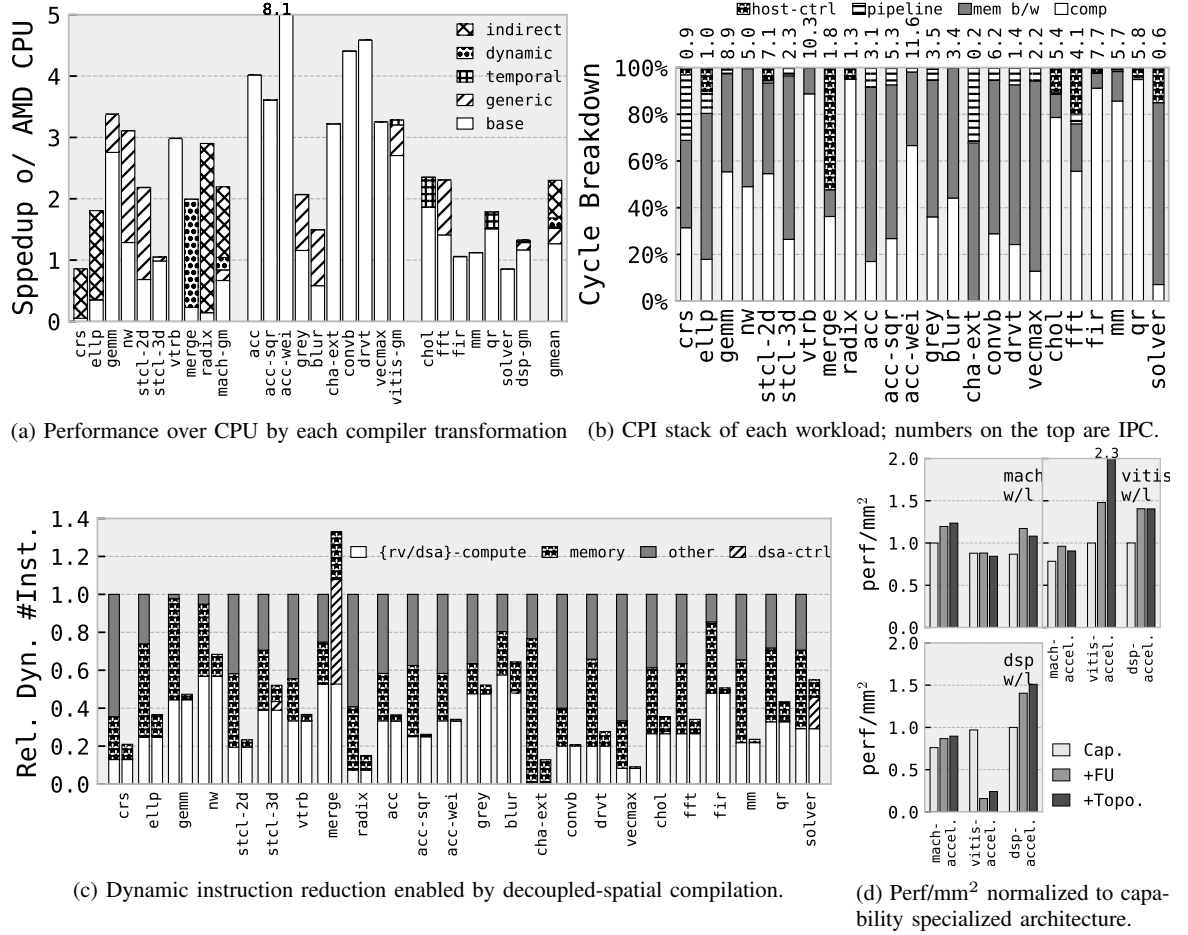 8.1
Sppedup o/ AMD CPU
5
4
3
2
1
0
indirect
dynamic
temporal
generic
base
crs
ellp
gemm
nw
stcl-2d
stcl-3d
vtrb
merge
radix
mach-gm
acc
acc-sqr
acc-wei
grey
blur
cha-ext
convb
drvt
vecmax
vitis-gm
chol
fft
fir
mm
qr
solver
dsp-gm
gmean
(a) Performance over CPU by each compiler transformation
host-ctrl pipeline mem b/w comp
0.9 1.0 8.9 5.0 7.1 2.3 10.3 1.8 1.3 3.1 5.3 11.6 3.5 3.4 0.2 6.2 1.4 2.2 5.4 4.1 7.7 5.7 5.8 0.6
Cycle Breakdown
100%
80%
60%
40%
20%
0%
crs
ellp
gemm
nw
stcl-2d
stcl-3d
vtrb
merge
radix
acc
acc-sqr
acc-wei
grey
blur
cha-ext
convb
drvt
vecmax
chol
fft
fir
mm
qr
solver
(b) CPI stack of each workload; numbers on the top are IPC.
Rel. Dyn. #Inst.
1.4
1.2
1.0
0.8
0.6
0.4
0.2
0.0
{rv/dsa}-compute memory other dsa-ctrl
crs
ellp
gemm
nw
stcl-2d
stcl-3d
vtrb
merge
radix
acc
acc-sqr
acc-wei
grey
blur
cha-ext
convb
drvt
vecmax
chol
fft
fir
mm
qr
solver
(c) Dynamic instruction reduction enabled by decoupled-spatial compilation.
perf/mm²
2.0
1.5
1.0
0.5
0.0
mach
w/l
2.3
vitis
w/l
mach-
accel.
vitis-
accel.
dsp-
accel.
perf/mm²
2.0
1.5
1.0
0.5
0.0
dsp
w/l
mach-
accel.
vitis-
accel.
dsp-
accel.
Cap.
+FU
+Topo.
(d) Perf/mm² normalized to capa-
bility specialized architecture.